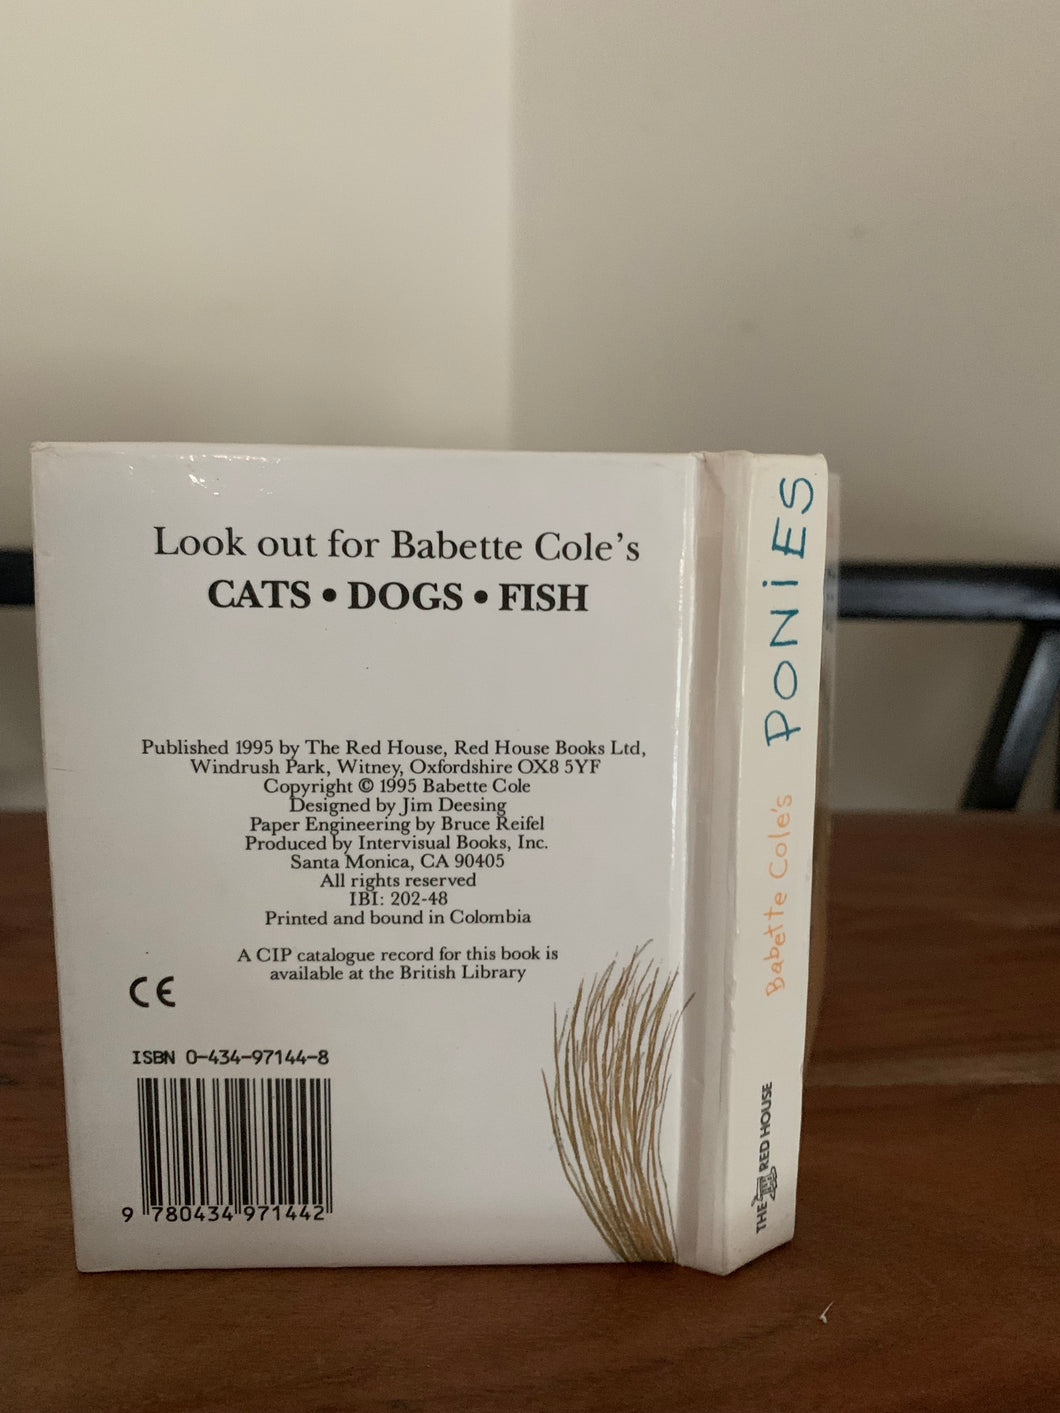 Look out for Babette Cole's
CATS • DOGS • FISH
Published 1995 by The Red House, Red House Books Ltd,
Windrush Park, Witney, Oxfordshire OX8 5YF
Copyright © 1995 Babette Cole
Designed by Jim Deesing
Paper Engineering by Bruce Reifel
Produced by Intervisual Books, Inc.
Santa Monica, CA 90405
All rights reserved
IBI: 202-48
Printed and bound in Colombia
A CIP catalogue record for this book is
available at the British Library
CE
ISBN 0-434-97144-8
9 780434 971442
Babette Cole's PONiES
THE RED HOUSE